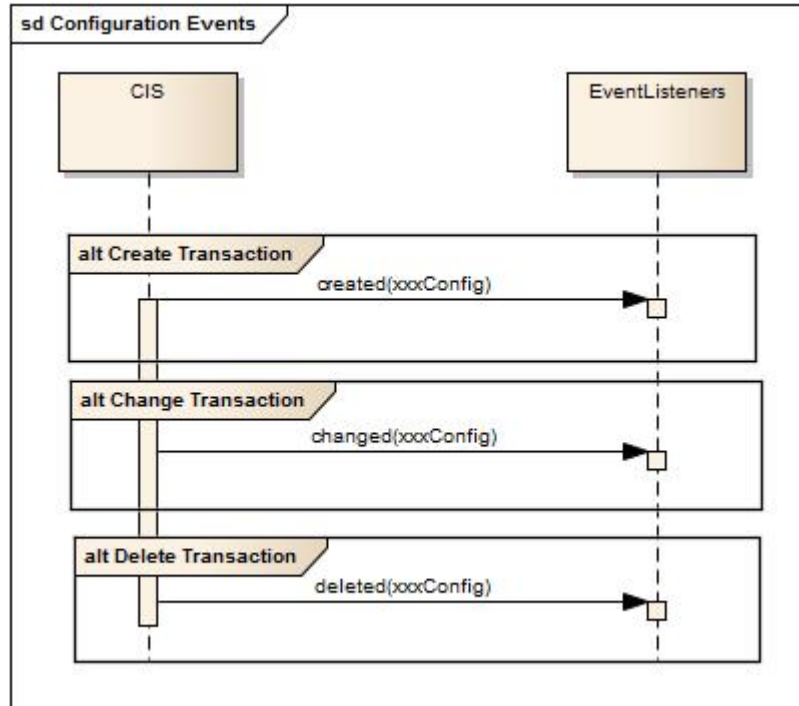 sd Configuration Events
CIS
EventListeners
alt Create Transaction
created(xxxConfig)
alt Change Transaction
changed(xxxConfig)
alt Delete Transaction
deleted(xxxConfig)